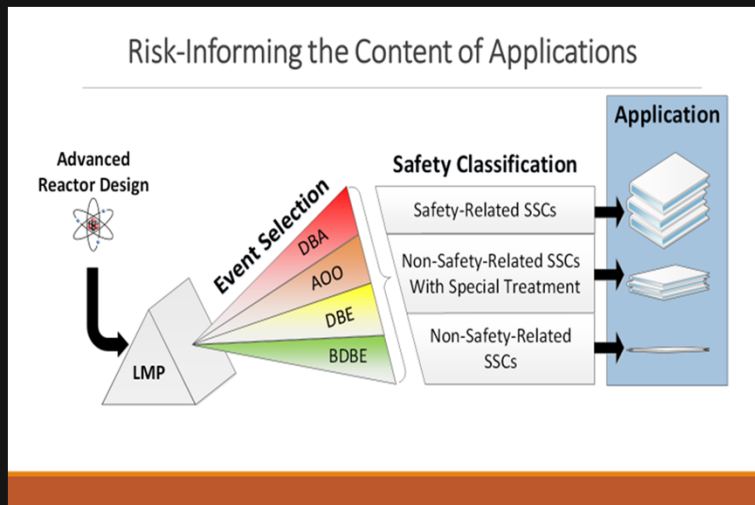 Risk-Informing the Content of Applications
Advanced
Reactor Design
LMP
Event Selection
DBA
AOO
DBE
BDBE
Safety Classification
Safety-Related SSCs
Non-Safety-Related SSCs
With Special Treatment
Non-Safety-Related
SSCs
Application